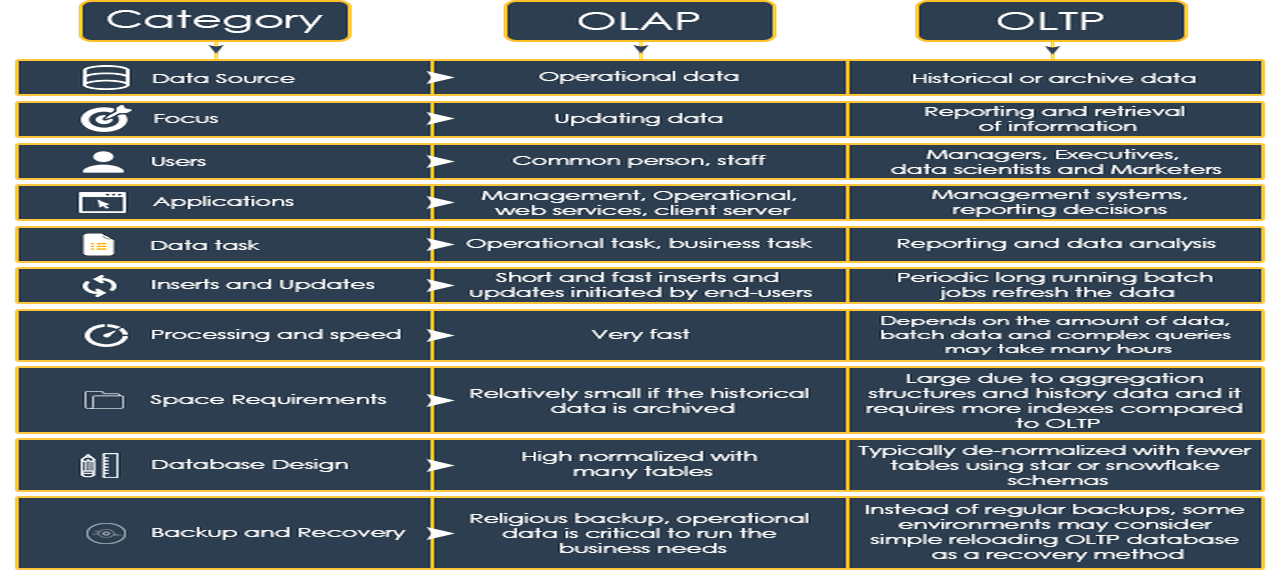 Category
OLAP
OLTP
Data Source
Operational data
Historical or archive data
Focus
Updating data
Reporting and retrieval
of information
Users
Common person, staff
Managers, Executives,
data scientists and Marketers
Applications
Management, Operational,
web services, client server
Management systems,
reporting decisions
Data task
Operational task, business task
Reporting and data analysis
Inserts and Updates
Short and fast inserts and
updates initiated by end-users
Periodic long running batch
jobs refresh the data
Processing and speed
Very fast
Depends on the amount of data,
batch data and complex queries
may take many hours
Space Requirements
Relatively small if the historical
data is archived
Large due to aggregation
structures and history data and it
requires more indexes compared
to OLTP
Database Design
High normalized with
many tables
Typically de-normalized with fewer
tables using star or snowflake
schemas
Backup and Recovery
Religious backup, operational
data is critical to run the
business needs
Instead of regular backups, some
environments may consider
simple reloading OLTP database
as a recovery method